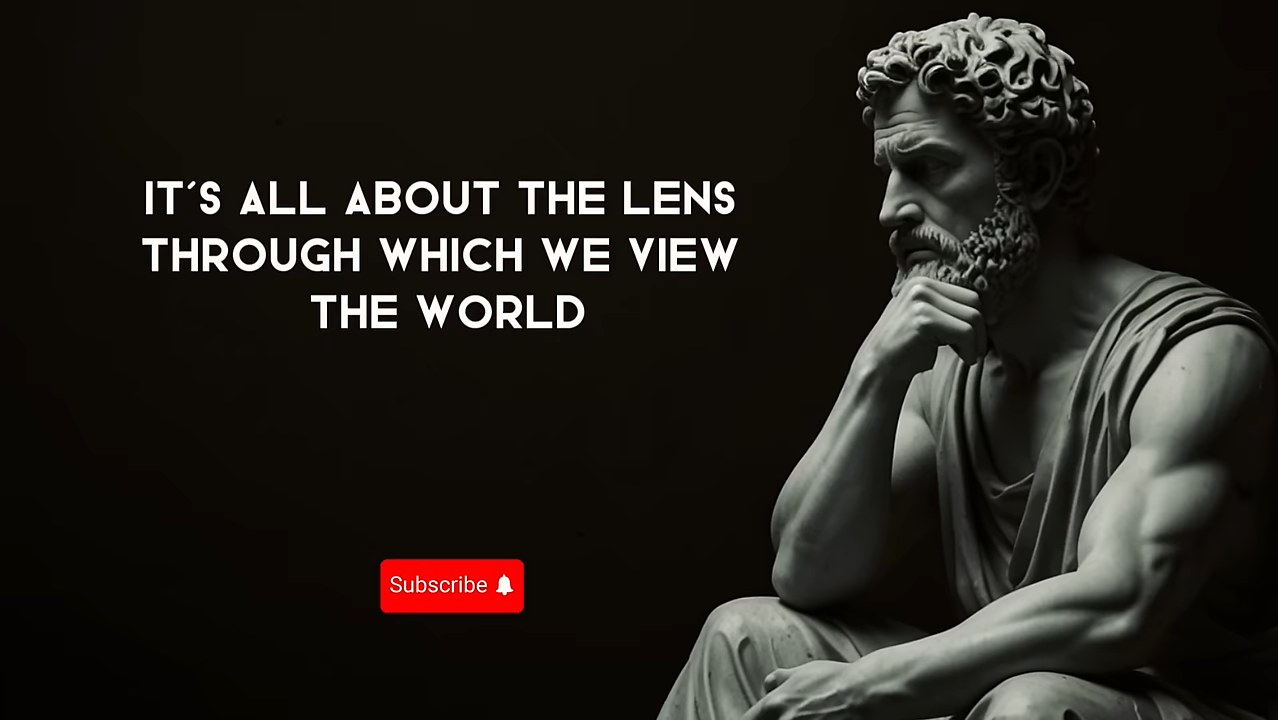 IT´S ALL ABOUT THE LENS
THROUGH WHICH WE VIEW
THE WORLD
Subscribe